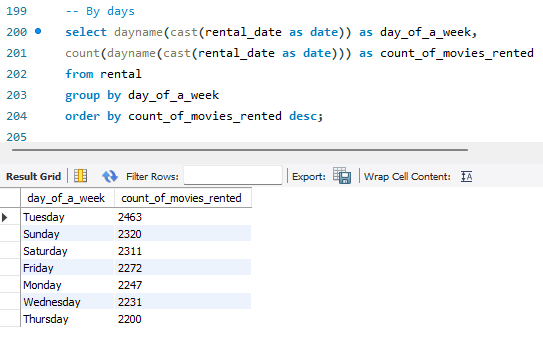 199 -- By days
200 select dayname(cast(rental_date as date)) as day_of_a_week,
201 count(dayname(cast(rental_date as date))) as count_of_movies_rented
202 from rental
203 group by day_of_a_week
204 order by count_of_movies_rented desc;
205
Result Grid Filter Rows: Export: Wrap Cell Content:
day_of_a_week count_of_movies_rented
Tuesday 2463
Sunday 2320
Saturday 2311
Friday 2272
Monday 2247
Wednesday 2231
Thursday 2200